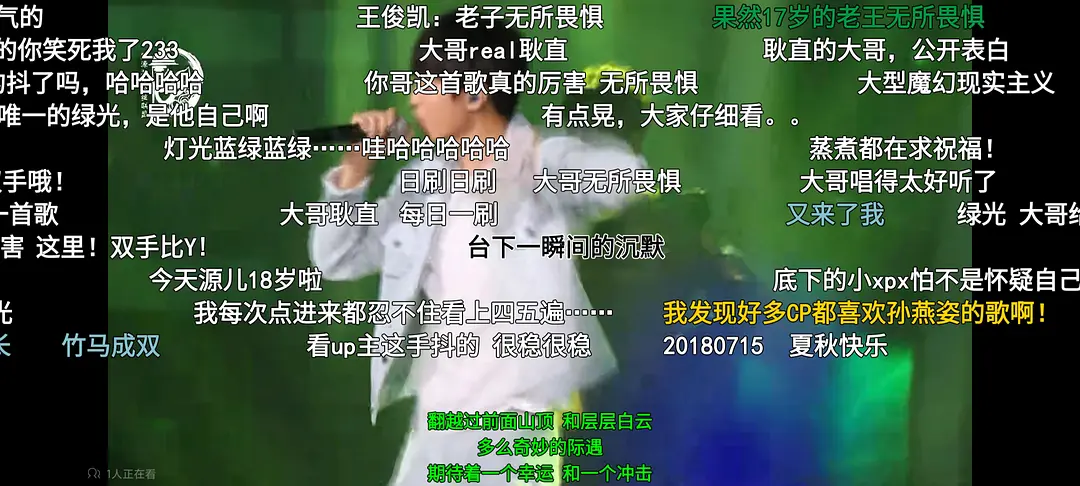 气的
王俊凯：老子无所畏惧
果然17岁的老王无所畏惧
的你笑死我了233
大哥real耿直
耿直的大哥，公开表白
的抖了吗，哈哈哈哈
你哥这首歌真的厉害 无所畏惧
大型魔幻现实主义
唯一的绿光，是他自己啊
有点晃，大家仔细看。。
灯光蓝绿蓝绿……哇哈哈哈哈哈
蒸煮都在求祝福！
双手哦！
日刷日刷
大哥无所畏惧
大哥唱得太好听了
一首歌
大哥耿直 每日一刷
又来了我
绿光 大哥绝
害 这里！双手比Y！
台下一瞬间的沉默
今天源儿18岁啦
底下的小xpx怕不是怀疑自己
光
我每次点进来都忍不住看上四五遍……
我发现好多CP都喜欢孙燕姿的歌啊！
长
竹马成双
看up主这手抖的 很稳很稳
20180715 夏秋快乐
翻越过前面山顶 和层层白云
多么奇妙的际遇
期待着一个幸运 和一个冲击
1人正在看